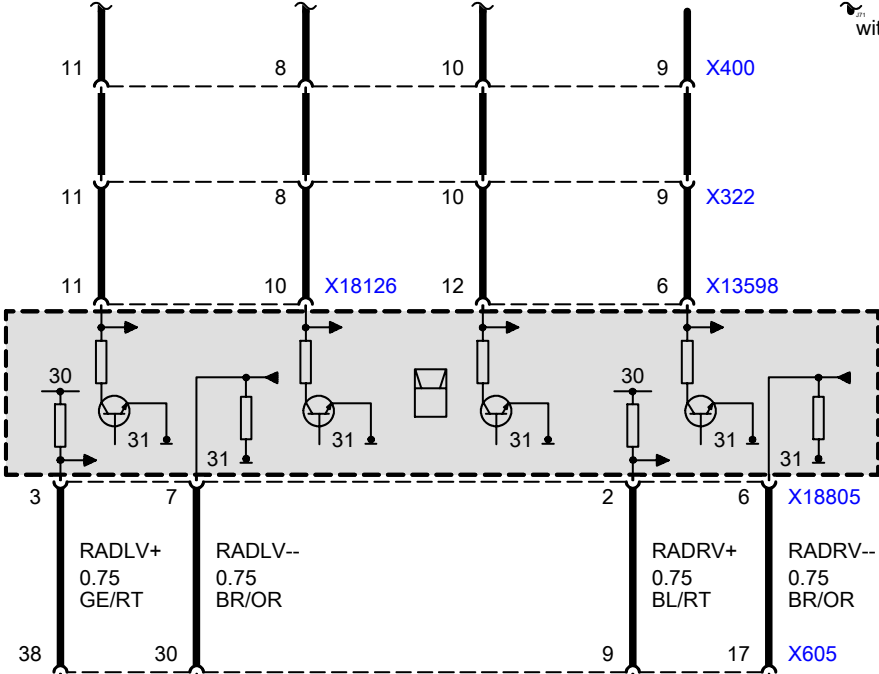 wit
11 8 10 9 X400
11 8 10 9 X322
11 10 X18126 12 6 X13598
30 30
31 31 31 31
31 31
3 7 2 6 X18805
RADLV+ RADLV-- RADRV+ RADRV--
0.75 0.75 0.75 0.75
GE/RT BR/OR BL/RT BR/OR
38 30 9 17 X605